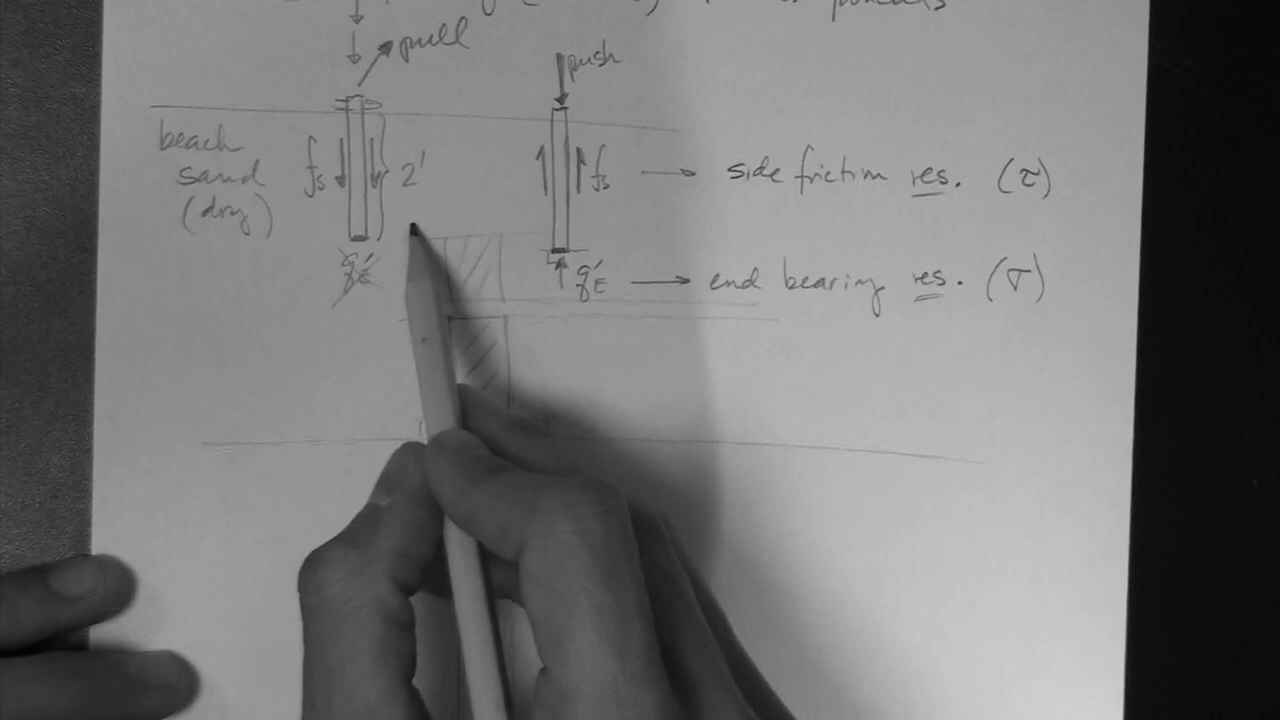 pull
push
beach
sand
(dry)
fs
2'
fs → side friction res. (τ)
q'E
q'E → end bearing res. (σ)